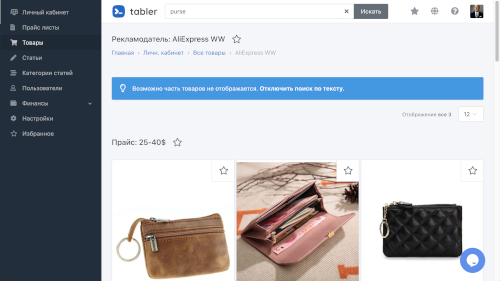 Личный кабинет
Прайс листы
Товары
Статьи
Категории статей
Пользователи
Финансы
Настройки
Избранное
tabler
purse
Искать
Рекламодатель: AliExpress WW
Главная › Личн. кабинет › Все товары › AliExpress WW
Возможно часть товаров не отображается. Отключить поиск по тексту.
Отображение все 3
12
Прайс: 25-40$